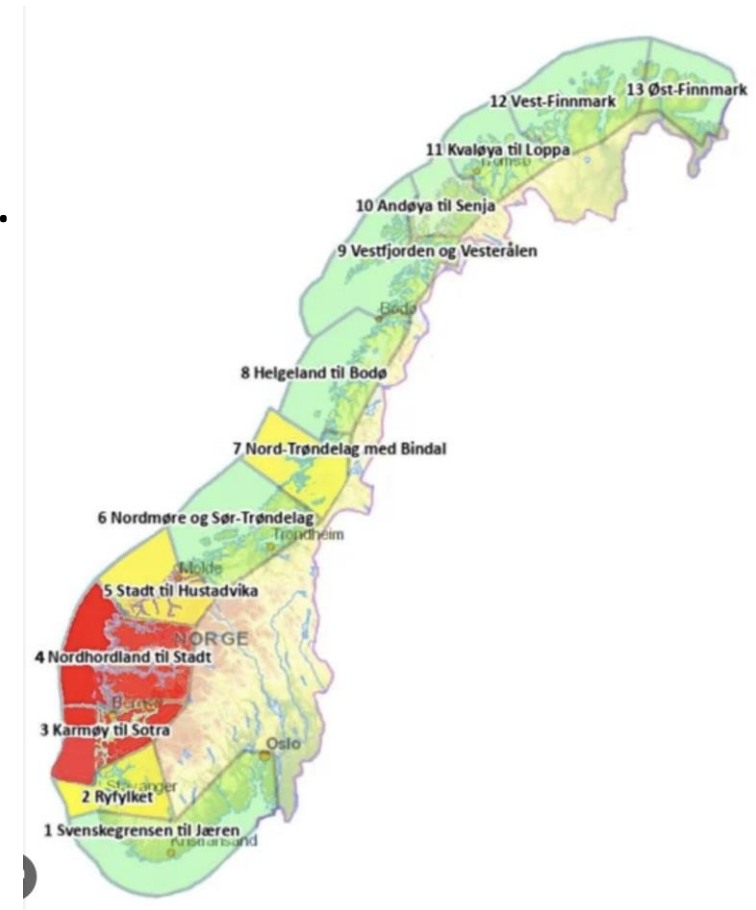 13 Øst-Finnmark
12 Vest-Finnmark
11 Kvaløya til Loppa
Tromsø
10 Andøya til Senja
9 Vestfjorden og Vesterålen
Bodø
8 Helgeland til Bodø
7 Nord-Trøndelag med Bindal
6 Nordmøre og Sør-Trøndelag
Trondheim
Molde
5 Stadt til Hustadvika
NORGE
4 Nordhordland til Stadt
Bergen
3 Karmøy til Sotra
Oslo
Stavanger
2 Ryfylket
1 Svenskegrensen til Jæren
Kristiansand